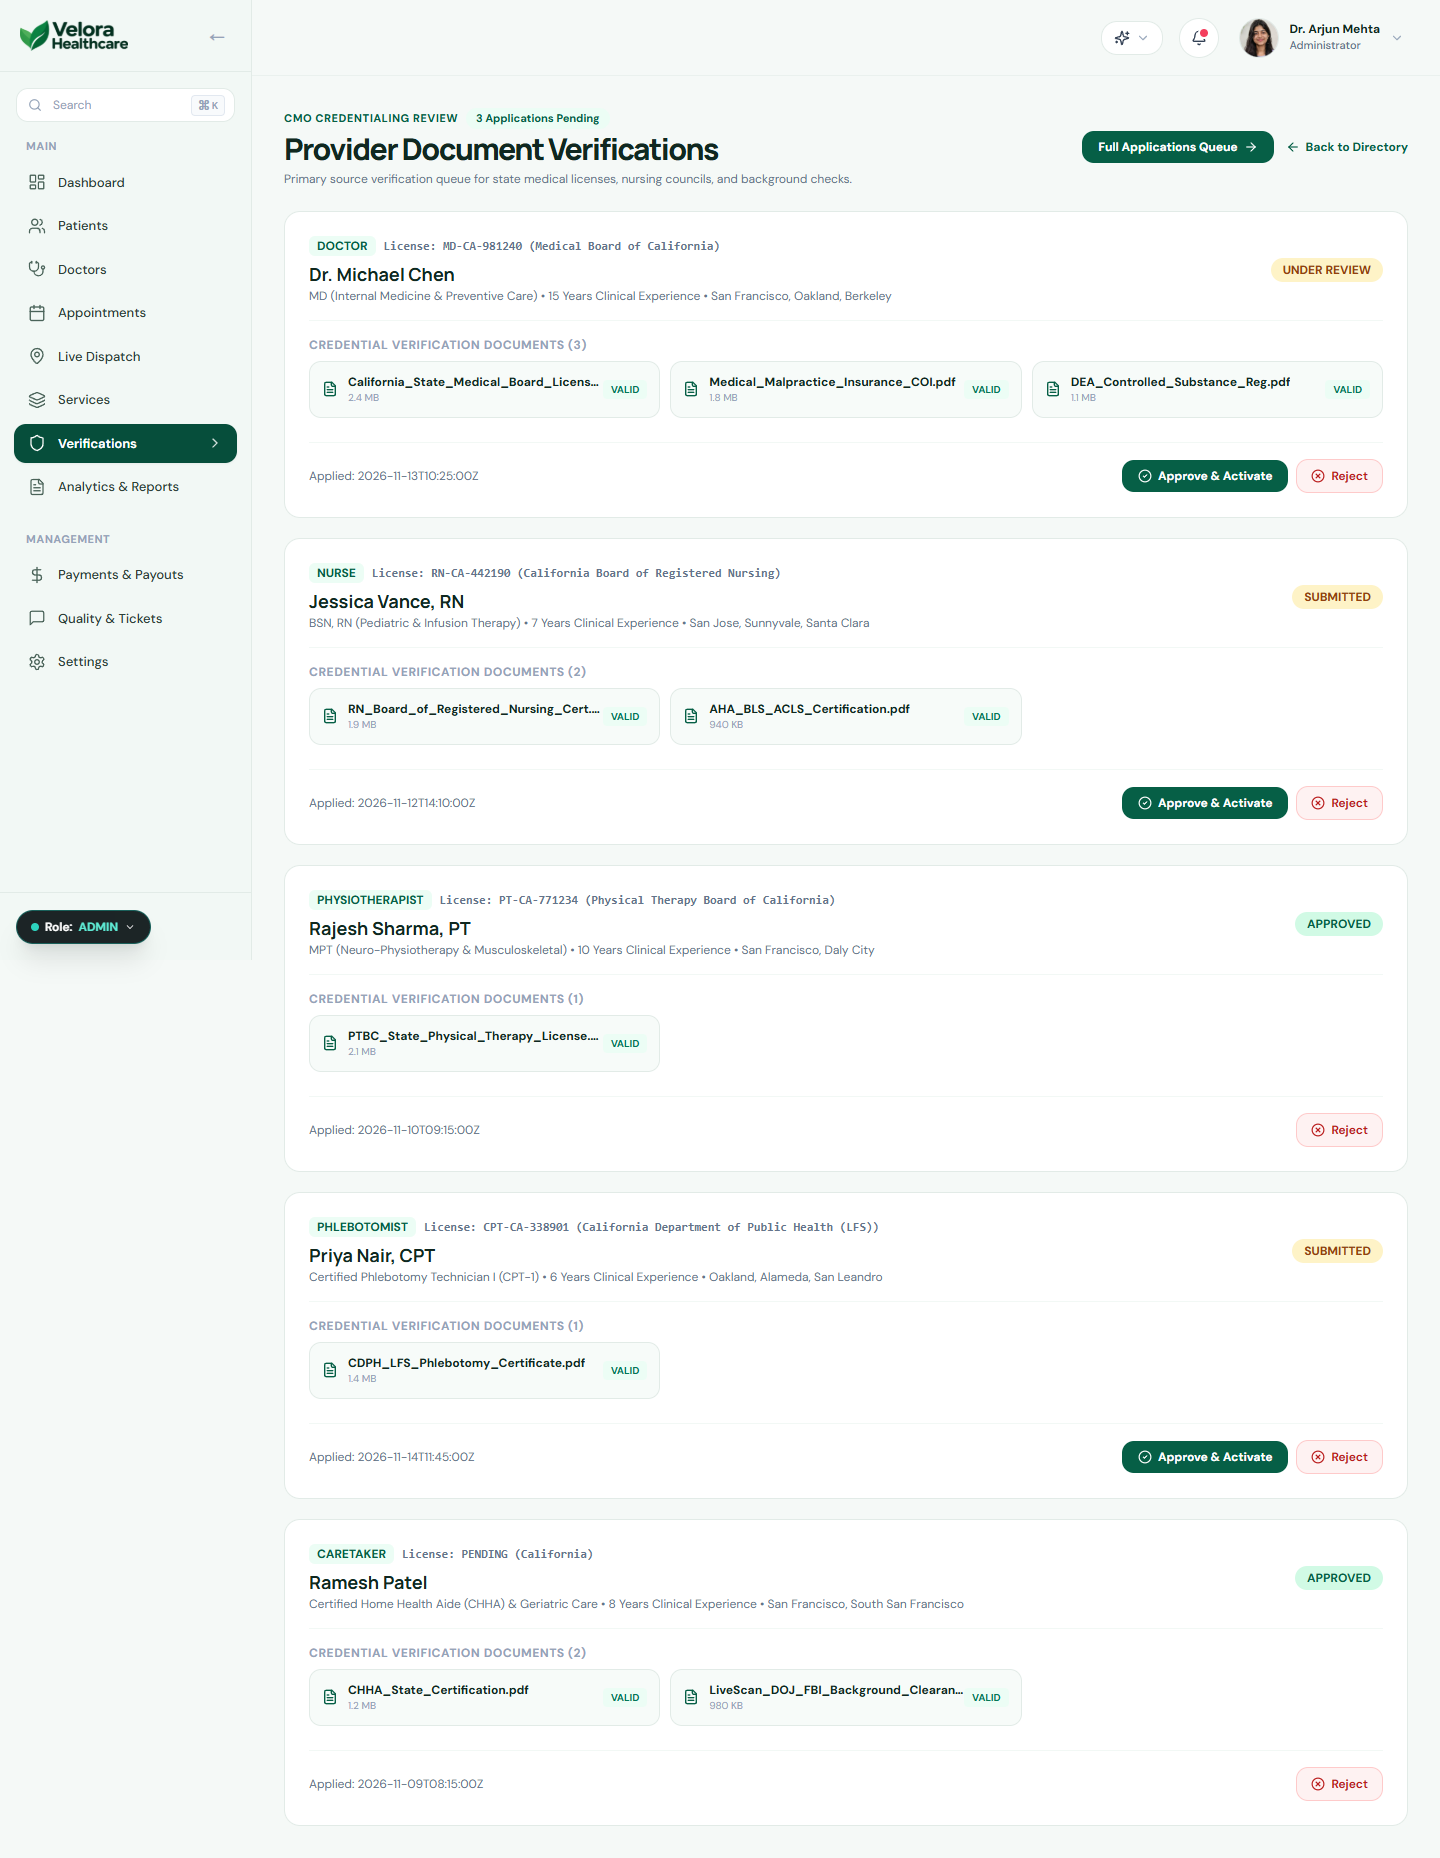 Velora
Healthcare
←
Search
⌘ K
MAIN
Dashboard
Patients
Doctors
Appointments
Live Dispatch
Services
Verifications
Analytics & Reports
MANAGEMENT
Payments & Payouts
Quality & Tickets
Settings
Role: ADMIN
Dr. Arjun Mehta
Administrator
CMO CREDENTIALING REVIEW 3 Applications Pending
Provider Document Verifications
Primary source verification queue for state medical licenses, nursing councils, and background checks.
Full Applications Queue →
← Back to Directory
DOCTOR License: MD-CA-981240 (Medical Board of California)
Dr. Michael Chen
MD (Internal Medicine & Preventive Care) • 15 Years Clinical Experience • San Francisco, Oakland, Berkeley
UNDER REVIEW
CREDENTIAL VERIFICATION DOCUMENTS (3)
California_State_Medical_Board_Licens...
2.4 MB
VALID
Medical_Malpractice_Insurance_COI.pdf
1.8 MB
VALID
DEA_Controlled_Substance_Reg.pdf
1.1 MB
VALID
Applied: 2026-11-13T10:25:00Z
Approve & Activate
Reject
NURSE License: RN-CA-442190 (California Board of Registered Nursing)
Jessica Vance, RN
BSN, RN (Pediatric & Infusion Therapy) • 7 Years Clinical Experience • San Jose, Sunnyvale, Santa Clara
SUBMITTED
CREDENTIAL VERIFICATION DOCUMENTS (2)
RN_Board_of_Registered_Nursing_Cert....
1.9 MB
VALID
AHA_BLS_ACLS_Certification.pdf
940 KB
VALID
Applied: 2026-11-12T14:10:00Z
Approve & Activate
Reject
PHYSIOTHERAPIST License: PT-CA-771234 (Physical Therapy Board of California)
Rajesh Sharma, PT
MPT (Neuro-Physiotherapy & Musculoskeletal) • 10 Years Clinical Experience • San Francisco, Daly City
APPROVED
CREDENTIAL VERIFICATION DOCUMENTS (1)
PTBC_State_Physical_Therapy_License....
2.1 MB
VALID
Applied: 2026-11-10T09:15:00Z
Reject
PHLEBOTOMIST License: CPT-CA-338901 (California Department of Public Health (LFS))
Priya Nair, CPT
Certified Phlebotomy Technician I (CPT-1) • 6 Years Clinical Experience • Oakland, Alameda, San Leandro
SUBMITTED
CREDENTIAL VERIFICATION DOCUMENTS (1)
CDPH_LFS_Phlebotomy_Certificate.pdf
1.4 MB
VALID
Applied: 2026-11-14T11:45:00Z
Approve & Activate
Reject
CARETAKER License: PENDING (California)
Ramesh Patel
Certified Home Health Aide (CHHA) & Geriatric Care • 8 Years Clinical Experience • San Francisco, South San Francisco
APPROVED
CREDENTIAL VERIFICATION DOCUMENTS (2)
CHHA_State_Certification.pdf
1.2 MB
VALID
LiveScan_DOJ_FBI_Background_Clearan...
980 KB
VALID
Applied: 2026-11-09T08:15:00Z
Reject